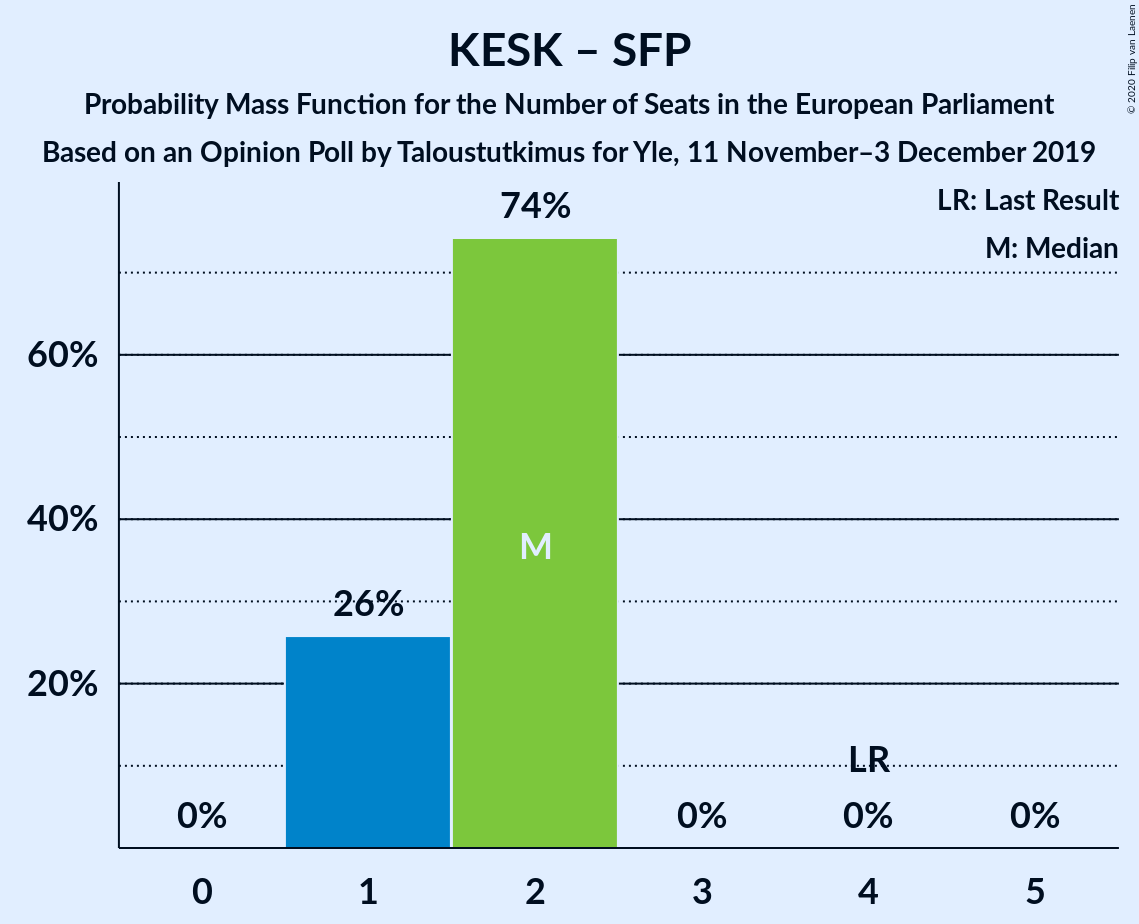 KESK – SFP
Probability Mass Function for the Number of Seats in the European Parliament
Based on an Opinion Poll by Taloustutkimus for Yle, 11 November–3 December 2019
© 2020 Filip van Laenen
LR: Last Result
M: Median
74%
60%
40%
M
26%
20%
LR
0%
0%
0%
0%
0 1 2 3 4 5